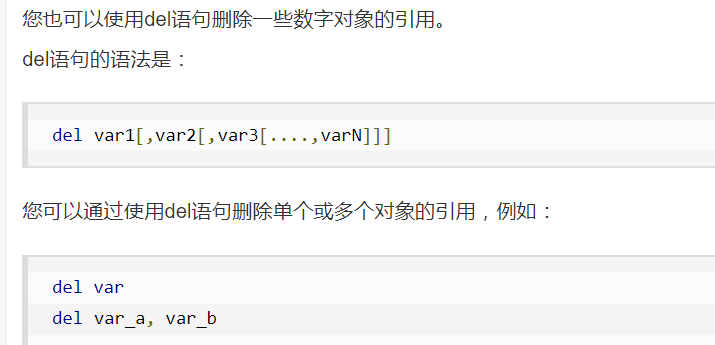 您也可以使用del语句删除一些数字对象的引用。
del语句的语法是：
del var1[,var2[,var3[....,varN]]]
您可以通过使用del语句删除单个或多个对象的引用，例如：
del var
del var_a, var_b